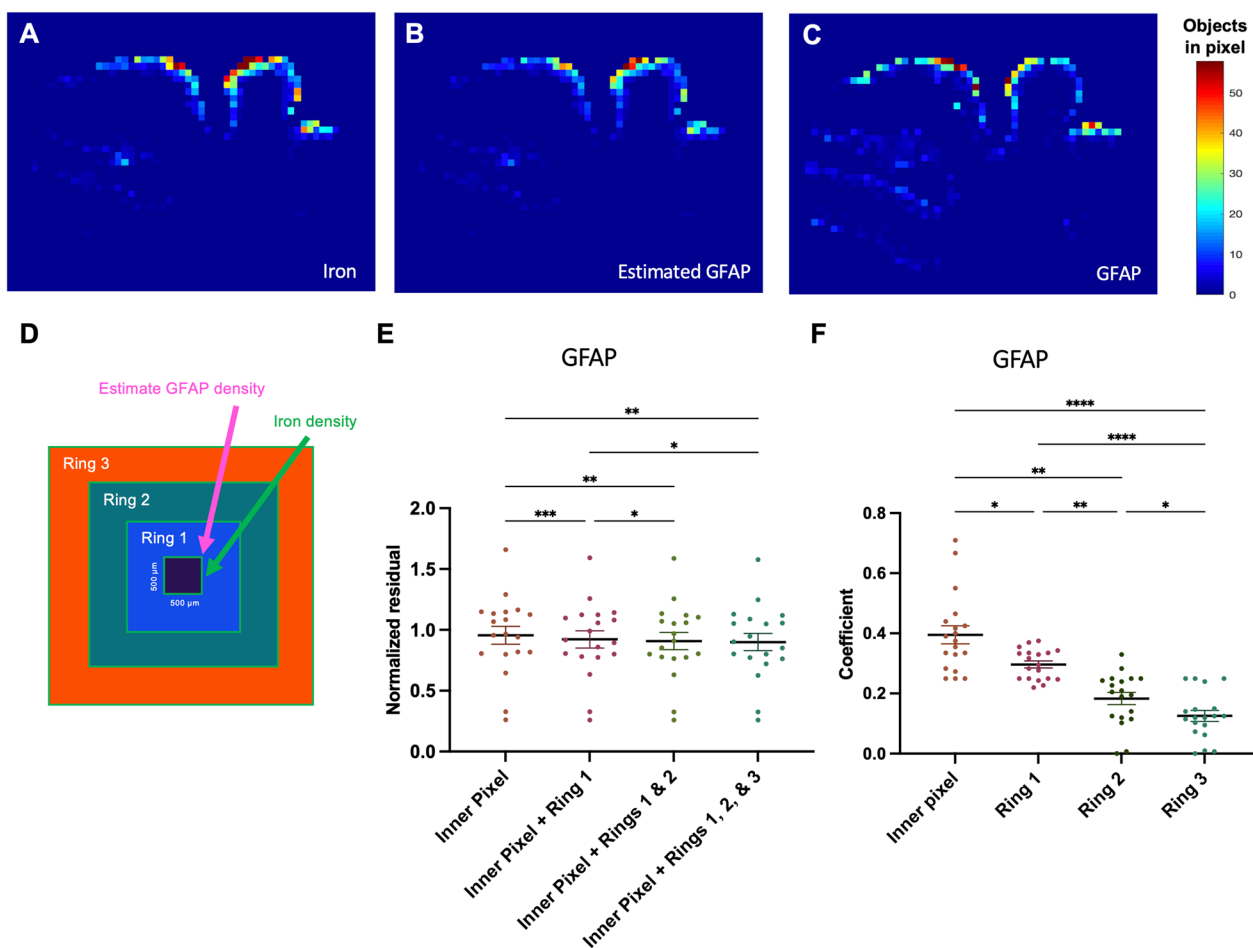 A
Iron
B
Estimated GFAP
C
GFAP
Objects
in pixel
50
40
30
20
10
0
D
Estimate GFAP density
Iron density
Ring 3
Ring 2
Ring 1
500 µm
500 µm
E
GFAP
**
*
**
***
*
Normalized residual
2.0
1.5
1.0
0.5
0.0
Inner Pixel
Inner Pixel + Ring 1
Inner Pixel + Rings 1 & 2
Inner Pixel + Rings 1, 2, & 3
F
GFAP
****
****
**
*
**
*
Coefficient
0.8
0.6
0.4
0.2
0.0
Inner pixel
Ring 1
Ring 2
Ring 3